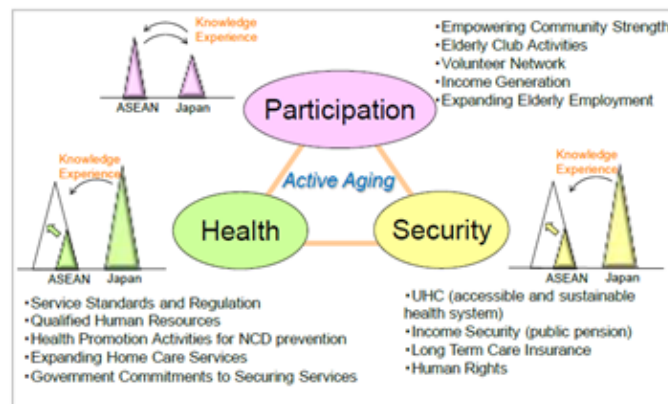 Knowledge
Experience
ASEAN Japan
•Empowering Community Strength
•Elderly Club Activities
•Volunteer Network
•Income Generation
•Expanding Elderly Employment
Participation
Active Aging
Health
Security
Knowledge
Experience
ASEAN Japan
Knowledge
Experience
ASEAN Japan
•Service Standards and Regulation
•Qualified Human Resources
•Health Promotion Activities for NCD prevention
•Expanding Home Care Services
•Government Commitments to Securing Services
•UHC (accessible and sustainable
health system)
•Income Security (public pension)
•Long Term Care Insurance
•Human Rights